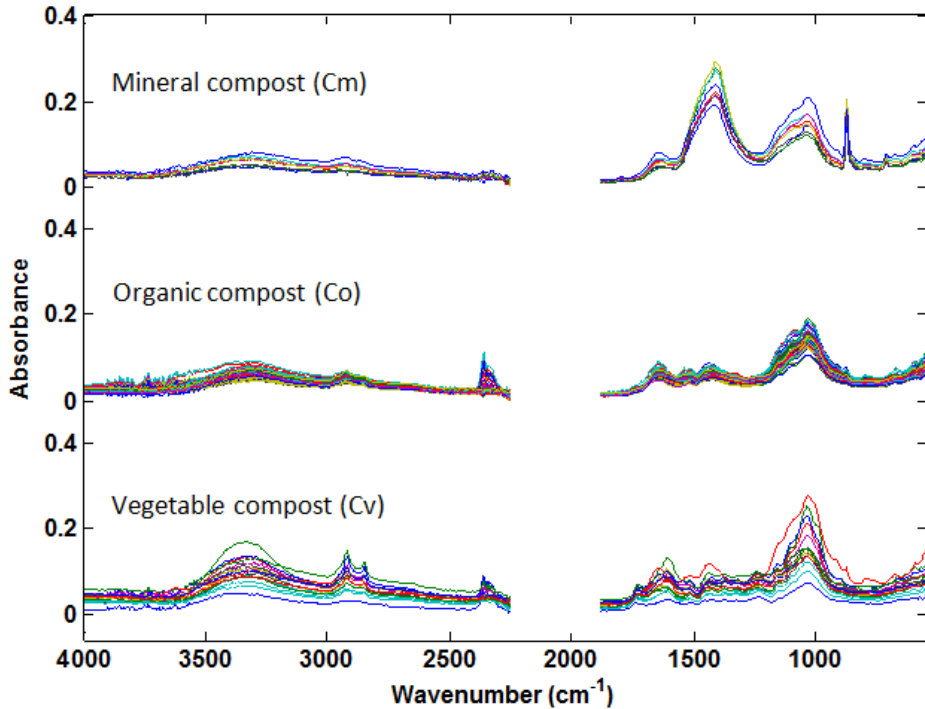 0.4
Mineral compost (Cm)
0.2
0
0.4
Organic compost (Co)
0.2
0
0.4
Vegetable compost (Cv)
0.2
0
Absorbance
4000 3500 3000 2500 2000 1500 1000
Wavenumber (cm⁻¹)